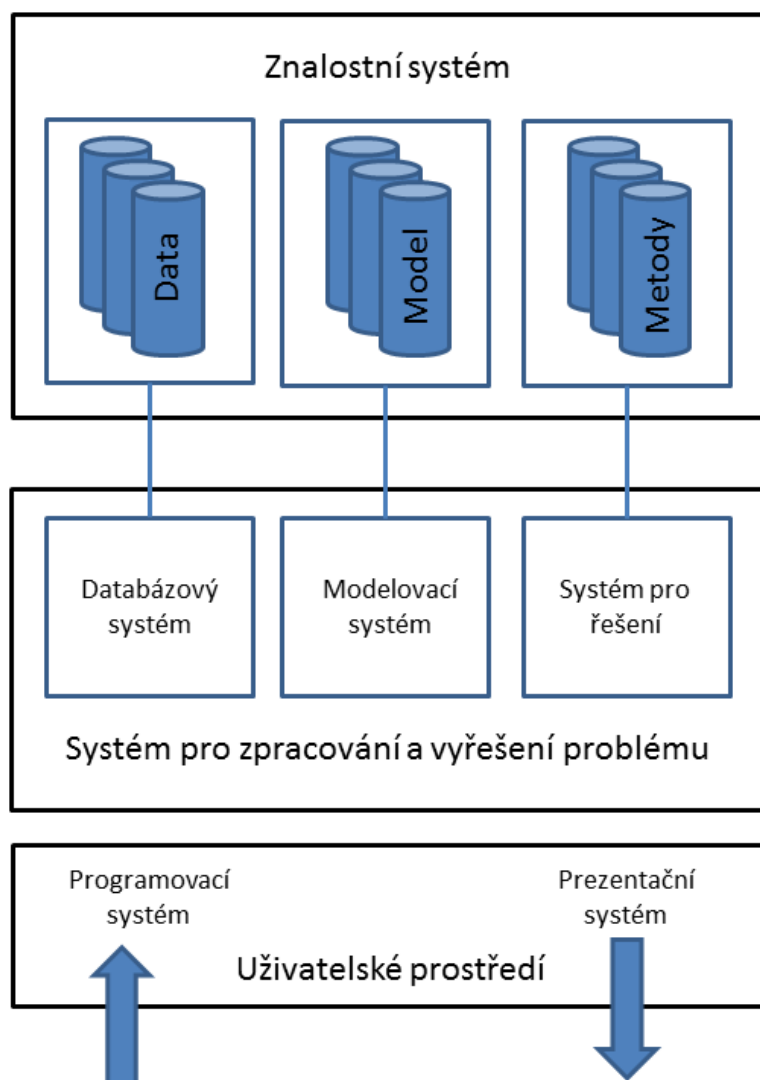 Znalostní systém
Data
Model
Metody
Databázový
systém
Modelovací
systém
Systém pro
řešení
Systém pro zpracování a vyřešení problému
Programovací
systém
Prezentační
systém
Uživatelské prostředí